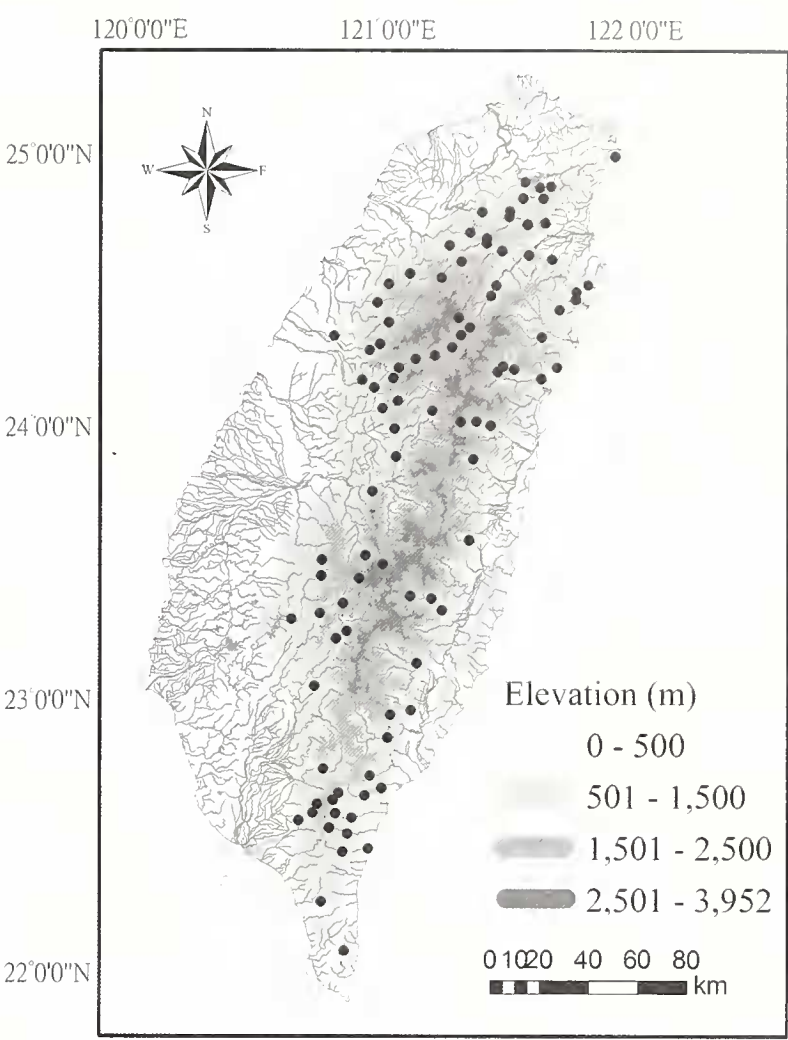 120°0'0"E 121°0'0"E 122°0'0"E
25°0'0"N
N
W E
S
24°0'0"N
23°0'0"N
Elevation (m)
0 - 500
501 - 1,500
1,501 - 2,500
2,501 - 3,952
22°0'0"N
0 10 20 40 60 80
km